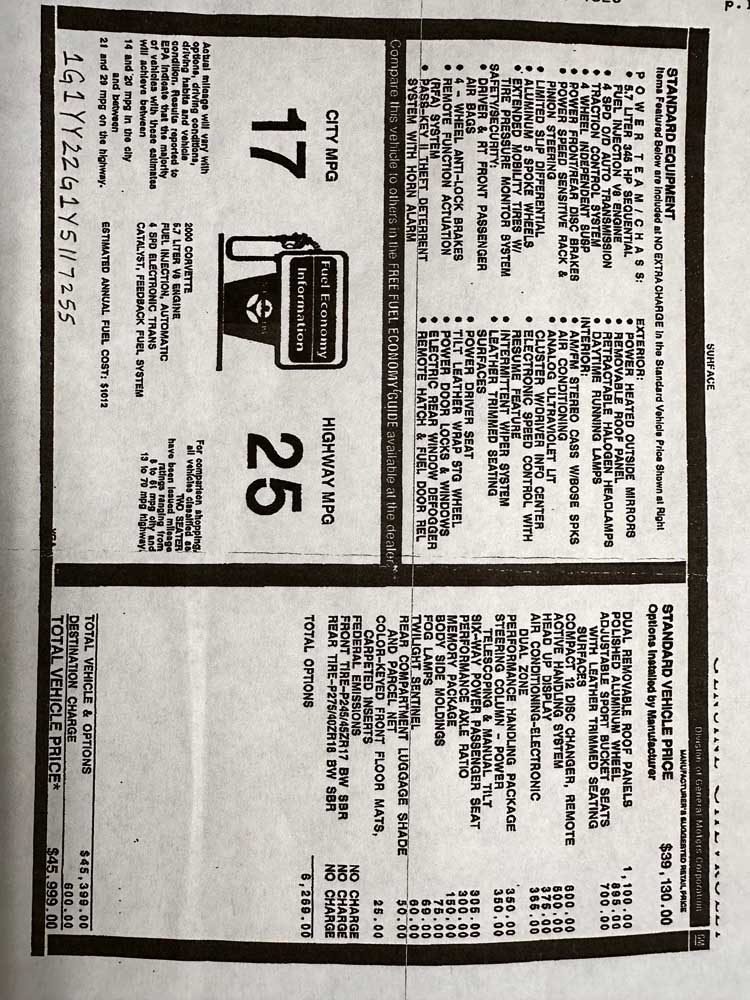 p.1
SURFACE
Division of General Motors Corporation
GM
MANUFACTURER'S SUGGESTED RETAIL PRICE
STANDARD EQUIPMENT
Items Featured Below are Included at NO EXTRA CHARGE in the Standard Vehicle Price Shown at Right
POWER TEAM/CHASS:
• 5.7 LITER 345 HP SEQUENTIAL
FUEL INJECTION V8 ENGINE
• 4 SPD O/D AUTO TRANSMISSION
• TRACTION CONTROL SYSTEM
• 4 WHEEL INDEPENDENT SUSP
• POWER FRONT/REAR DISC BRAKES
• POWER SPEED SENSITIVE RACK &
PINION STEERING
• LIMITED SLIP DIFFERENTIAL
• ALUMINUM 5 SPOKE WHEELS
• EXTENDED MOBILITY TIRES W/
TIRE PRESSURE MONITOR SYSTEM
SAFETY/SECURITY:
• DRIVER & RT FRONT PASSENGER
AIR BAGS
• 4 - WHEEL ANTI-LOCK BRAKES
• REMOTE FUNCTION ACTUATION
(RFA) SYSTEM
• PASS-KEY II THEFT DETERRENT
SYSTEM WITH HORN ALARM
EXTERIOR:
• POWER HEATED OUTSIDE MIRRORS
• REMOVABLE ROOF PANEL
• RETRACTABLE HALOGEN HEADLAMPS
• DAYTIME RUNNING LAMPS
INTERIOR:
• AM/FM STEREO CASS W/BOSE SPKS
• AIR CONDITIONING
• ANALOG ULTRAVIOLET LIT
CLUSTER W/DRIVER INFO CENTER
• ELECTRONIC SPEED CONTROL WITH
RESUME FEATURE
• INTERMITTENT WIPER SYSTEM
• LEATHER TRIMMED SEATING
SURFACES
• POWER DRIVER SEAT
• TILT LEATHER WRAP STG WHEEL
• POWER DOOR LOCKS & WINDOWS
• ELECTRIC REAR WINDOW DEFOGGER
• REMOTE HATCH & FUEL DOOR REL
STANDARD VEHICLE PRICE $39,130.00
Options Installed by Manufacturer
DUAL REMOVABLE ROOF PANELS 1,100.00
POLISHED ALUMINUM WHEEL 895.00
ADJUSTABLE SPORT BUCKET SEATS 700.00
WITH LEATHER TRIMMED SEATING
SURFACES
COMPACT 12 DISC CHANGER, REMOTE 600.00
ACTIVE HANDLING SYSTEM 500.00
HEAD UP DISPLAY 375.00
AIR CONDITIONING-ELECTRONIC 365.00
DUAL ZONE
PERFORMANCE HANDLING PACKAGE 350.00
STEERING COLUMN - POWER 350.00
TELESCOPING & MANUAL TILT
SIX-WAY POWER PASSENGER SEAT 305.00
PERFORMANCE AXLE RATIO 300.00
MEMORY PACKAGE 150.00
BODY SIDE MOLDINGS 75.00
FOG LAMPS 69.00
TWILIGHT SENTINEL 60.00
REAR COMPARTMENT LUGGAGE SHADE 50.00
AND PARCEL NET
COLOR-KEYED FRONT FLOOR MATS, 25.00
CARPETED INSERTS
FEDERAL EMISSIONS NO CHARGE
FRONT TIRE-P245/45ZR17 BW SBR NO CHARGE
REAR TIRE-P275/40ZR18 BW SBR NO CHARGE
TOTAL OPTIONS 6,269.00
TOTAL VEHICLE & OPTIONS $45,399.00
DESTINATION CHARGE 600.00
TOTAL VEHICLE PRICE* $45,999.00
Compare this vehicle to others in the FREE FUEL ECONOMY GUIDE available at the dealer.
CITY MPG
17
Fuel Economy
Information
HIGHWAY MPG
25
Actual mileage will vary with
options, driving conditions,
driving habits and vehicle
condition. Results reported to
EPA indicate that the majority
of vehicles with these estimates
will achieve between
14 and 20 mpg in the city
and between
21 and 29 mpg on the highway.
2000 CORVETTE
5.7 LITER V8 ENGINE
FUEL INJECTION, AUTOMATIC
4 SPD ELECTRONIC TRANS
CATALYST, FEEDBACK FUEL SYSTEM
ESTIMATED ANNUAL FUEL COST: $1012
For comparison shopping,
all vehicles classified as
TWO SEATER
have been issued mileage
ratings ranging from
8 to 61 mpg city and
13 to 70 mpg highway.
1G1YY22G1Y5117255